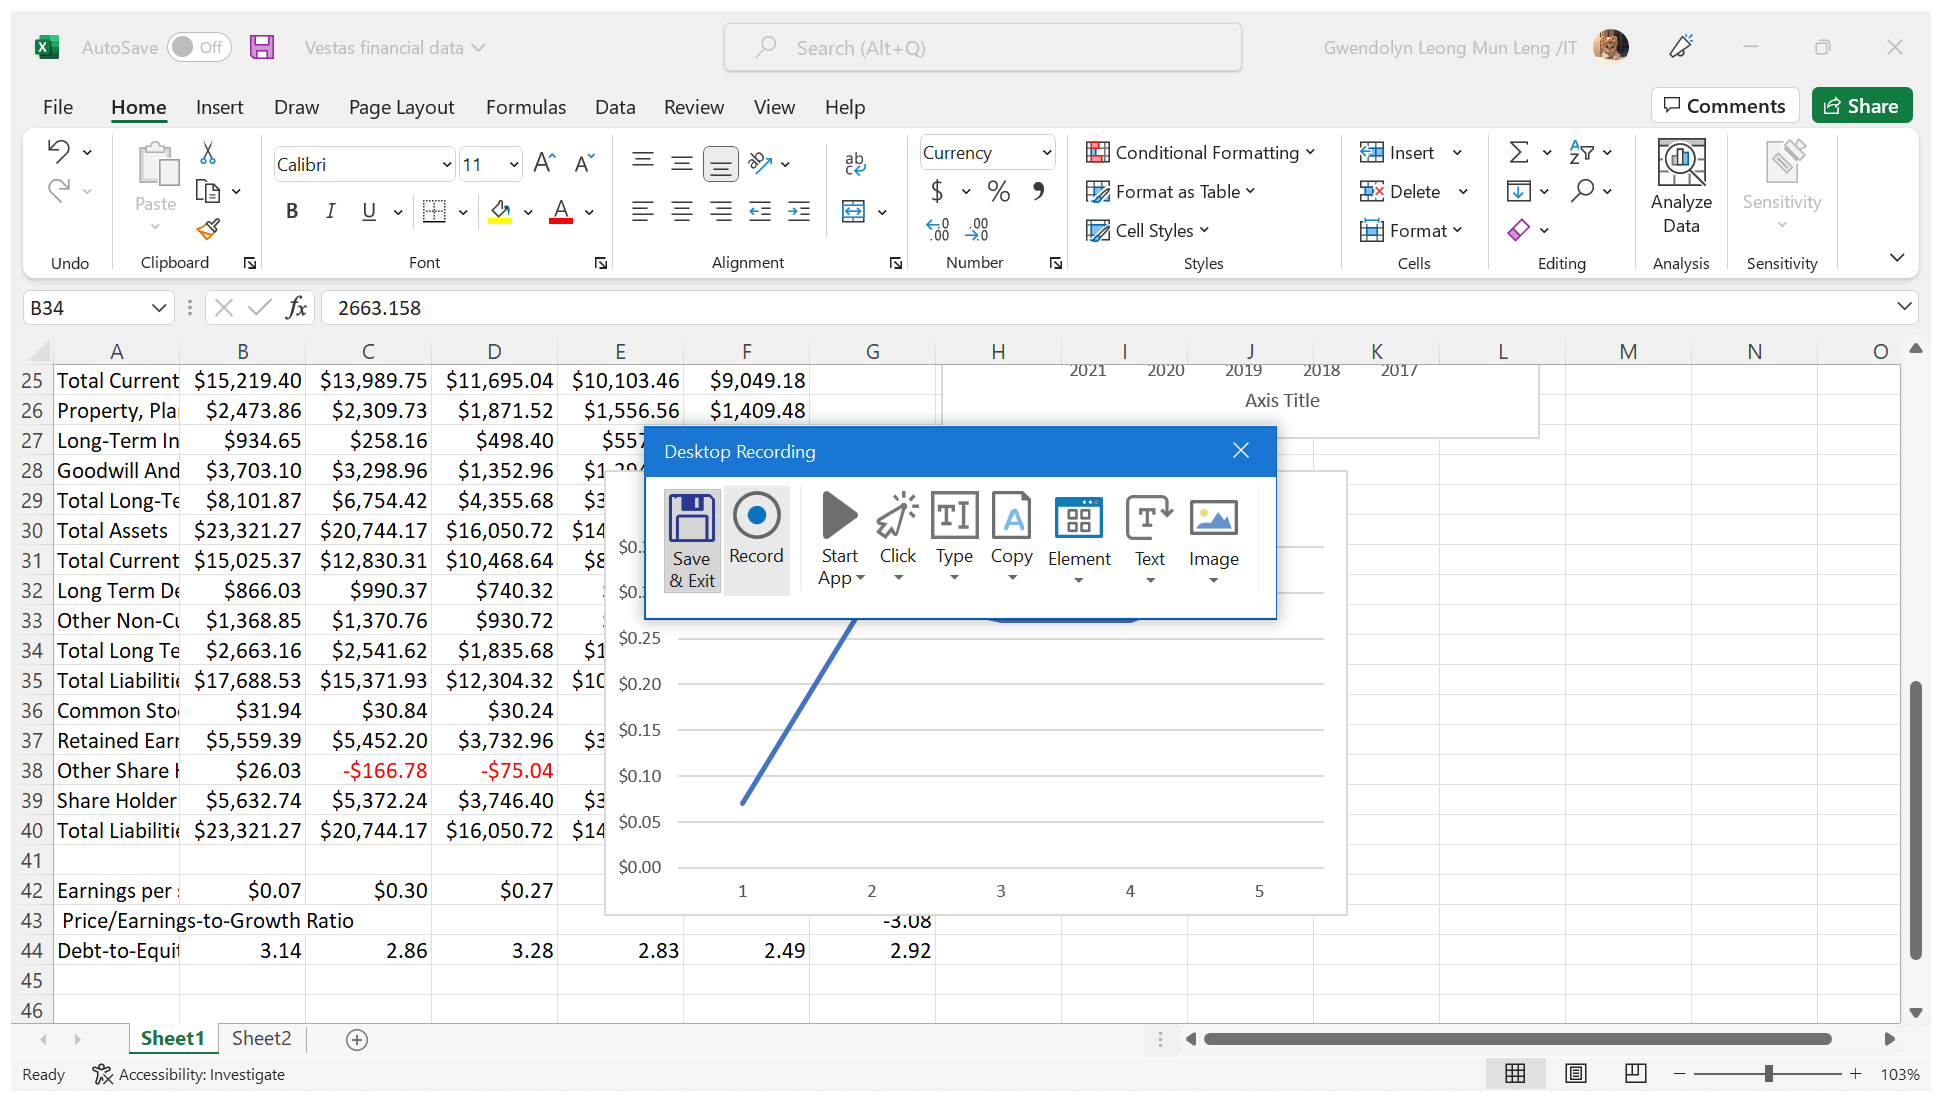 AutoSave Off Vestas financial data Search (Alt+Q) Gwendolyn Leong Mun Leng /IT
File Home Insert Draw Page Layout Formulas Data Review View Help Comments Share
Paste
Undo Clipboard
Calibri 11
B I U A
Font
ab
Alignment
Currency
$ % 9
Number
Conditional Formatting
Format as Table
Cell Styles
Styles
Insert
Delete
Format
Cells
Editing
Analyze
Data
Analysis
Sensitivity
Sensitivity
B34 fx 2663.158
A B C D E F G H I J K L M N O
25 Total Current $15,219.40 $13,989.75 $11,695.04 $10,103.46 $9,049.18
26 Property, Pla $2,473.86 $2,309.73 $1,871.52 $1,556.56 $1,409.48
27 Long-Term In $934.65 $258.16 $498.40 $557
28 Goodwill And $3,703.10 $3,298.96 $1,352.96
29 Total Long-Te $8,101.87 $6,754.42 $4,355.68 $3
30 Total Assets $23,321.27 $20,744.17 $16,050.72 $14
31 Total Current $15,025.37 $12,830.31 $10,468.64 $8
32 Long Term De $866.03 $990.37 $740.32
33 Other Non-Cu $1,368.85 $1,370.76 $930.72
34 Total Long Te $2,663.16 $2,541.62 $1,835.68 $1
35 Total Liabilitie $17,688.53 $15,371.93 $12,304.32 $10
36 Common Sto $31.94 $30.84 $30.24
37 Retained Earn $5,559.39 $5,452.20 $3,732.96 $3
38 Other Share H $26.03 -$166.78 -$75.04
39 Share Holder $5,632.74 $5,372.24 $3,746.40 $3
40 Total Liabilitie $23,321.27 $20,744.17 $16,050.72 $14
41
42 Earnings per $0.07 $0.30 $0.27
43 Price/Earnings-to-Growth Ratio -3.08
44 Debt-to-Equit 3.14 2.86 3.28 2.83 2.49 2.92
45
46
2021 2020 2019 2018 2017
Axis Title
Desktop Recording
Save
& Exit
Record
Start
App
Click Type Copy Element Text Image
$0.25
$0.20
$0.15
$0.10
$0.05
$0.00
1 2 3 4 5
Sheet1 Sheet2
Ready Accessibility: Investigate 103%